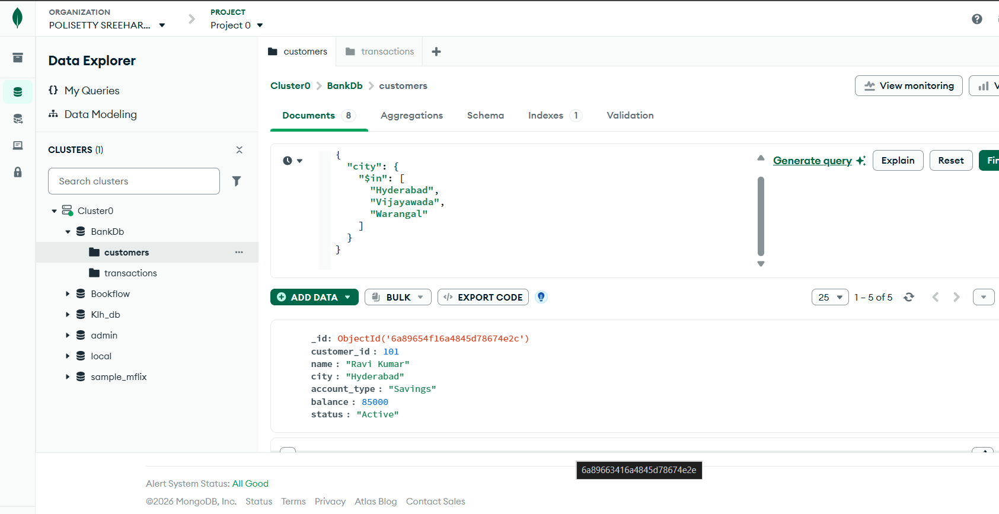 ORGANIZATION
POLISETTY SREEHAR...
PROJECT
Project 0
Data Explorer
My Queries
Data Modeling
CLUSTERS (1)
Search clusters
Cluster0
BankDb
customers
transactions
Bookflow
Klh_db
admin
local
sample_mflix
customers
transactions
Cluster0 > BankDb > customers
View monitoring
Documents 8
Aggregations
Schema
Indexes 1
Validation
{
"city": {
"$in": [
"Hyderabad",
"Vijayawada",
"Warangal"
]
}
}
Generate query
Explain
Reset
ADD DATA
BULK
EXPORT CODE
25
1 – 5 of 5
_id: ObjectId('6a89654f16a4845d78674e2c')
customer_id : 101
name : "Ravi Kumar"
city : "Hyderabad"
account_type : "Savings"
balance : 85000
status : "Active"
6a89663416a4845d78674e2e
Alert System Status: All Good
©2026 MongoDB, Inc. Status Terms Privacy Atlas Blog Contact Sales